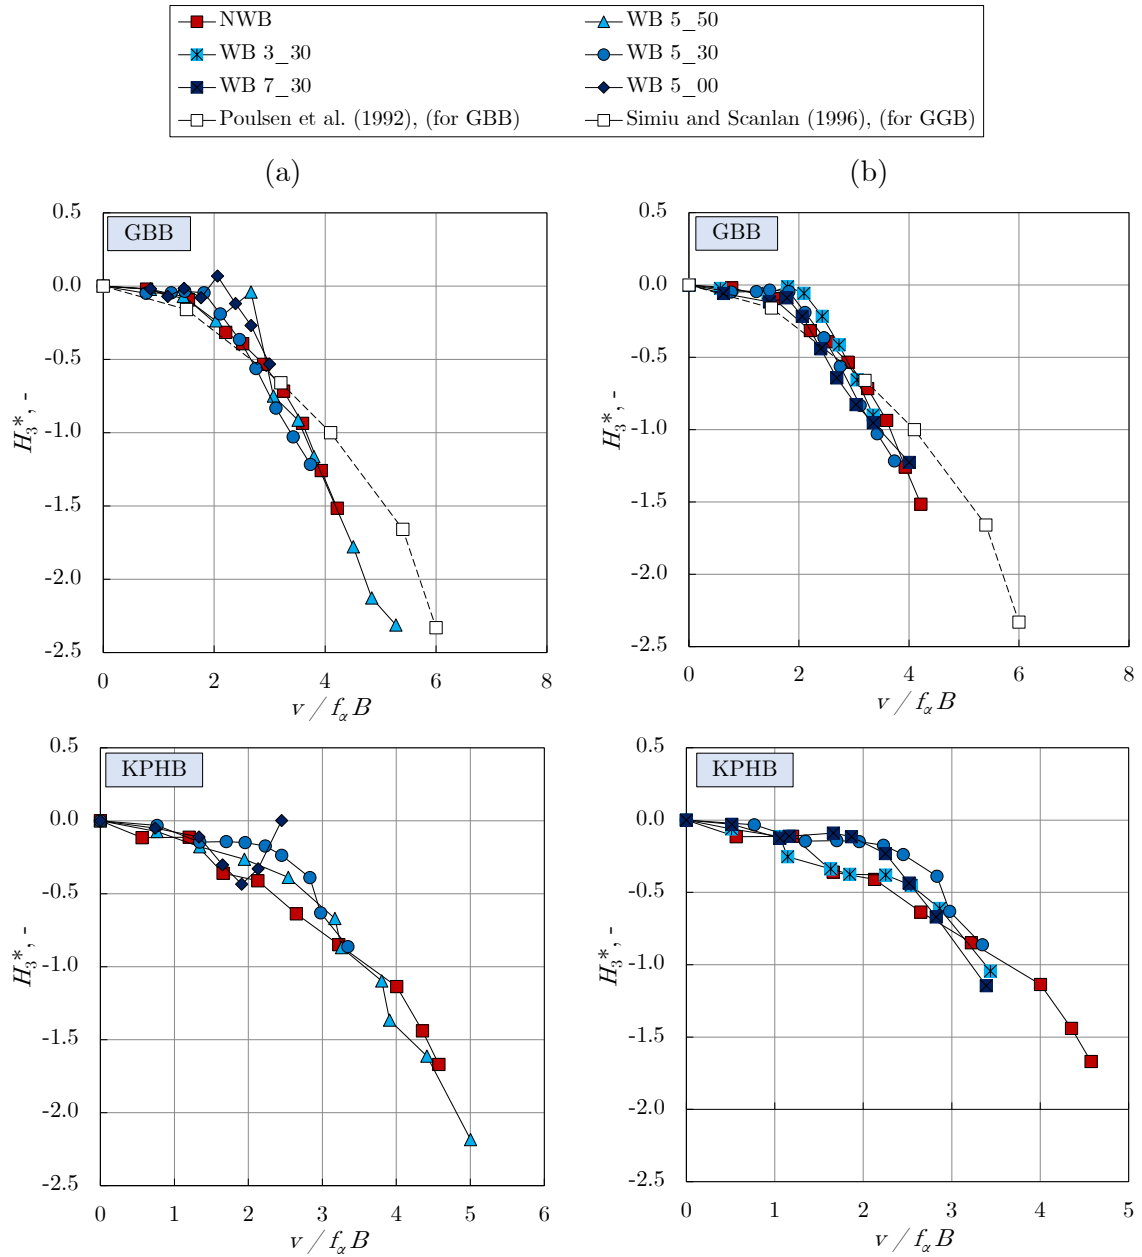 NWB
WB 5_50
WB 3_30
WB 5_30
WB 7_30
WB 5_00
Poulsen et al. (1992), (for GBB)
Simiu and Scanlan (1996), (for GGB)
(a)
(b)
0.5
0.0
-0.5
-1.0
-1.5
-2.0
-2.5
H₃*, -
GBB
0 2 4 6 8
v / fαB
0.5
0.0
-0.5
-1.0
-1.5
-2.0
-2.5
H₃*, -
GBB
0 2 4 6 8
v / fαB
0.5
0.0
-0.5
-1.0
-1.5
-2.0
-2.5
H₃*, -
KPHB
0 1 2 3 4 5 6
v / fαB
0.5
0.0
-0.5
-1.0
-1.5
-2.0
-2.5
H₃*, -
KPHB
0 1 2 3 4 5
v / fαB